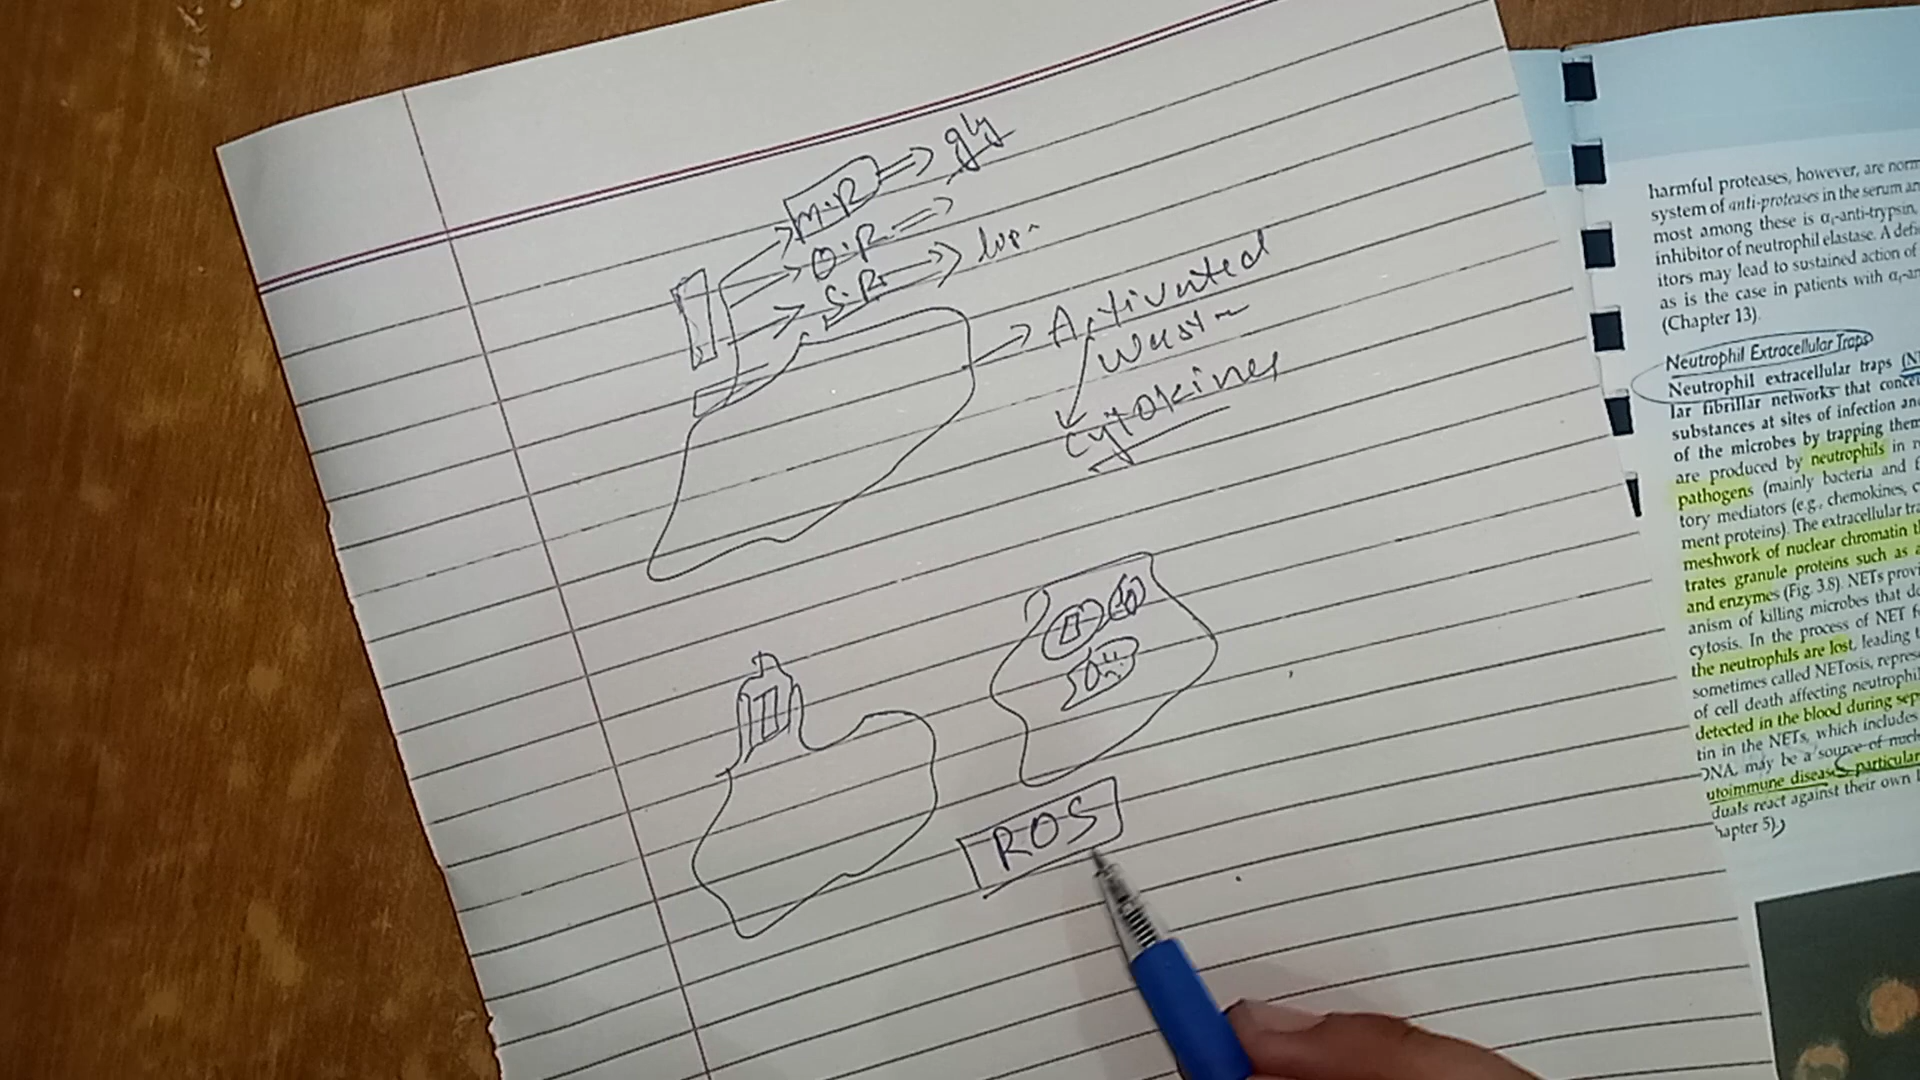 M.R → gly
O.R
S.R
Activated
Cytokines
ROS
harmful proteases, however, are norm
system of anti-proteases in the serum an
most among these is α₁-anti-trypsin,
inhibitor of neutrophil elastase. A defi
itors may lead to sustained action of
as is the case in patients with α₁-an
(Chapter 13).
Neutrophil Extracellular Traps
Neutrophil extracellular traps (NE
lar fibrillar networks that concen
substances at sites of infection and
of the microbes by trapping them
are produced by neutrophils in r
pathogens (mainly bacteria and f
tory mediators (e.g., chemokines, c
ment proteins). The extracellular tra
meshwork of nuclear chromatin th
trates granule proteins such as a
and enzymes (Fig. 3.8). NETs provi
anism of killing microbes that do
cytosis. In the process of NET f
the neutrophils are lost, leading t
sometimes called NETosis, repres
of cell death affecting neutrophil
detected in the blood during sep
tin in the NETs, which includes
DNA, may be a source of nucl
utoimmune diseases, particular
duals react against their own
hapter 5).